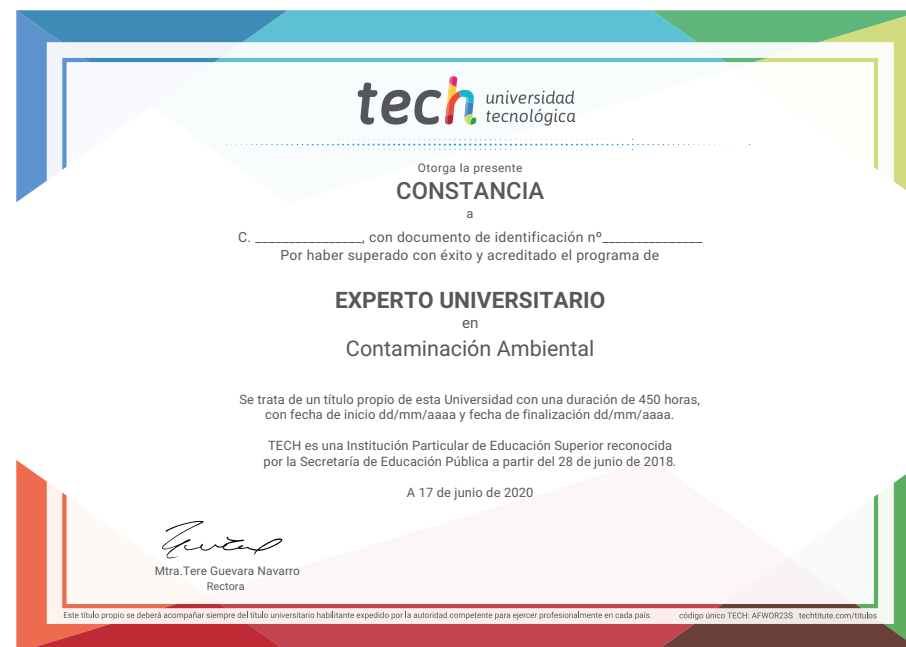 tech universidad
tecnológica
Otorga la presente
CONSTANCIA
a
C. ________________, con documento de identificación nº_______________
Por haber superado con éxito y acreditado el programa de
EXPERTO UNIVERSITARIO
en
Contaminación Ambiental
Se trata de un título propio de esta Universidad con una duración de 450 horas,
con fecha de inicio dd/mm/aaaa y fecha de finalización dd/mm/aaaa.
TECH es una Institución Particular de Educación Superior reconocida
por la Secretaría de Educación Pública a partir del 28 de junio de 2018.
A 17 de junio de 2020
Mtra.Tere Guevara Navarro
Rectora
Este título propio se deberá acompañar siempre del título universitario habilitante expedido por la autoridad competente para ejercer profesionalmente en cada país. código único TECH: AFWOR23S techtitute.com/titulos